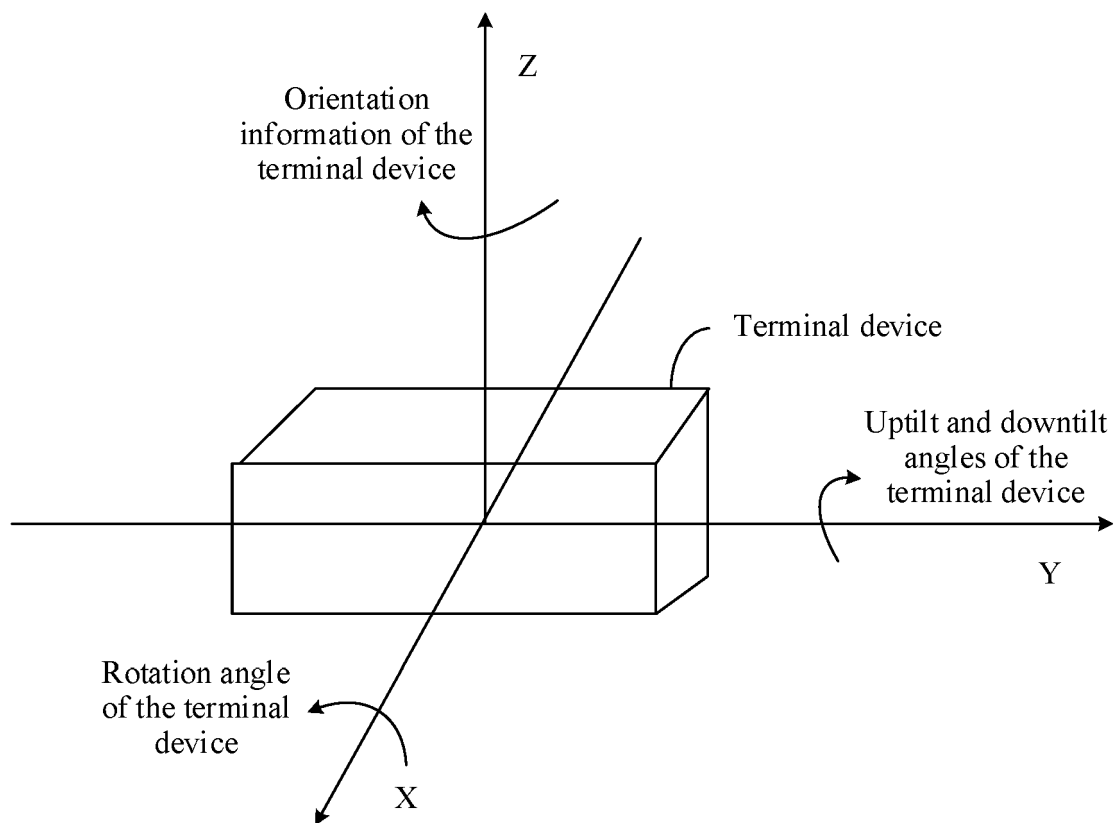 Z
Orientation
information of the
terminal device
Terminal device
Uptilt and downtilt
angles of the
terminal device
Y
Rotation angle
of the terminal
device
X